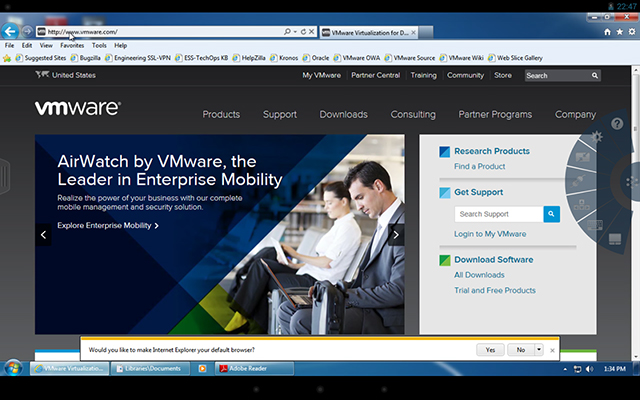 22:47
http://www.vmware.com/
VMware Virtualization for D...
File Edit View Favorites Tools Help
Suggested Sites Bugzilla Engineering SSL-VPN ESS-TechOps KB HelpZilla Kronos Oracle VMware OWA VMware Source VMware Wiki Web Slice Gallery
United States My VMware Partner Central Training Community Store Search
vmware®
Products Support Downloads Consulting Partner Programs Company
AirWatch by VMware, the
Leader in Enterprise Mobility
Realize the power of your business with our complete
mobile management and security solution.
Explore Enterprise Mobility
Research Products
Find a Product
Get Support
Search Support
Login to My VMware
Download Software
All Downloads
Trial and Free Products
Would you like to make Internet Explorer your default browser? Yes No
VMware Virtualizatio... Libraries\Documents Adobe Reader 1:34 PM